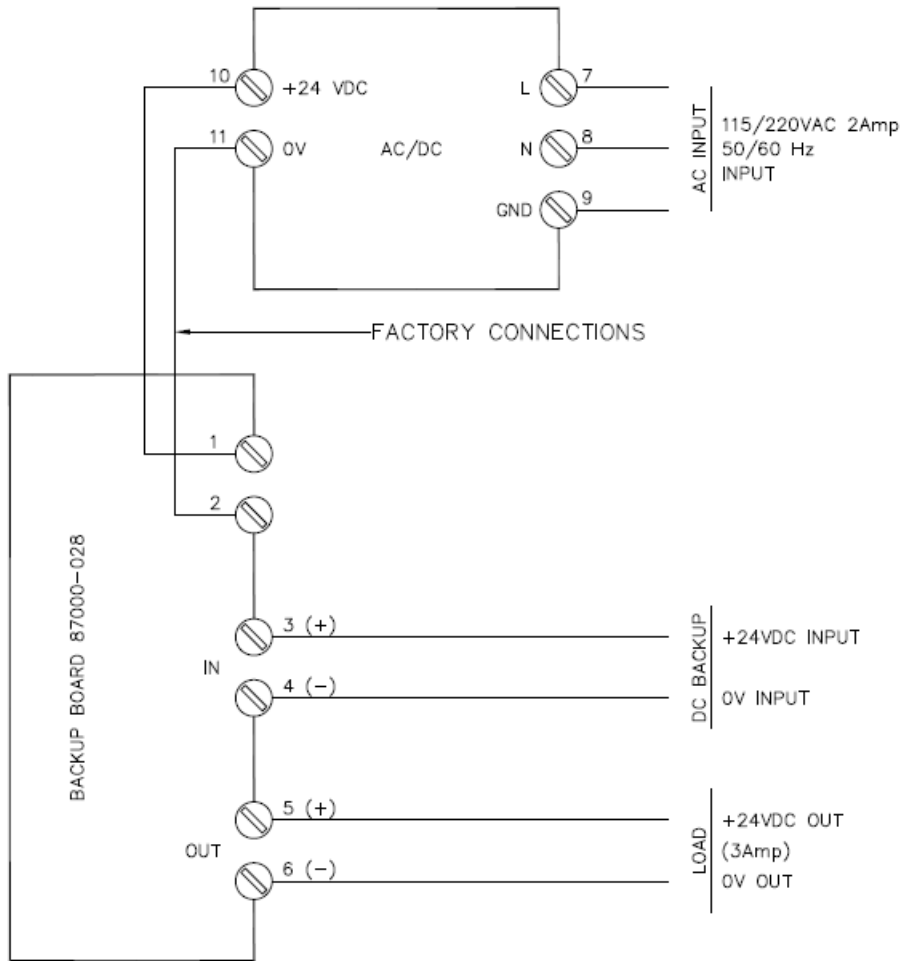 10
+24 VDC
L
7
11
0V
AC/DC
N
8
GND
9
AC INPUT
115/220VAC 2Amp
50/60 Hz
INPUT
FACTORY CONNECTIONS
1
2
BACKUP BOARD 87000-028
3 (+)
IN
4 (-)
DC BACKUP
+24VDC INPUT
0V INPUT
5 (+)
OUT
6 (-)
LOAD
+24VDC OUT
(3Amp)
0V OUT